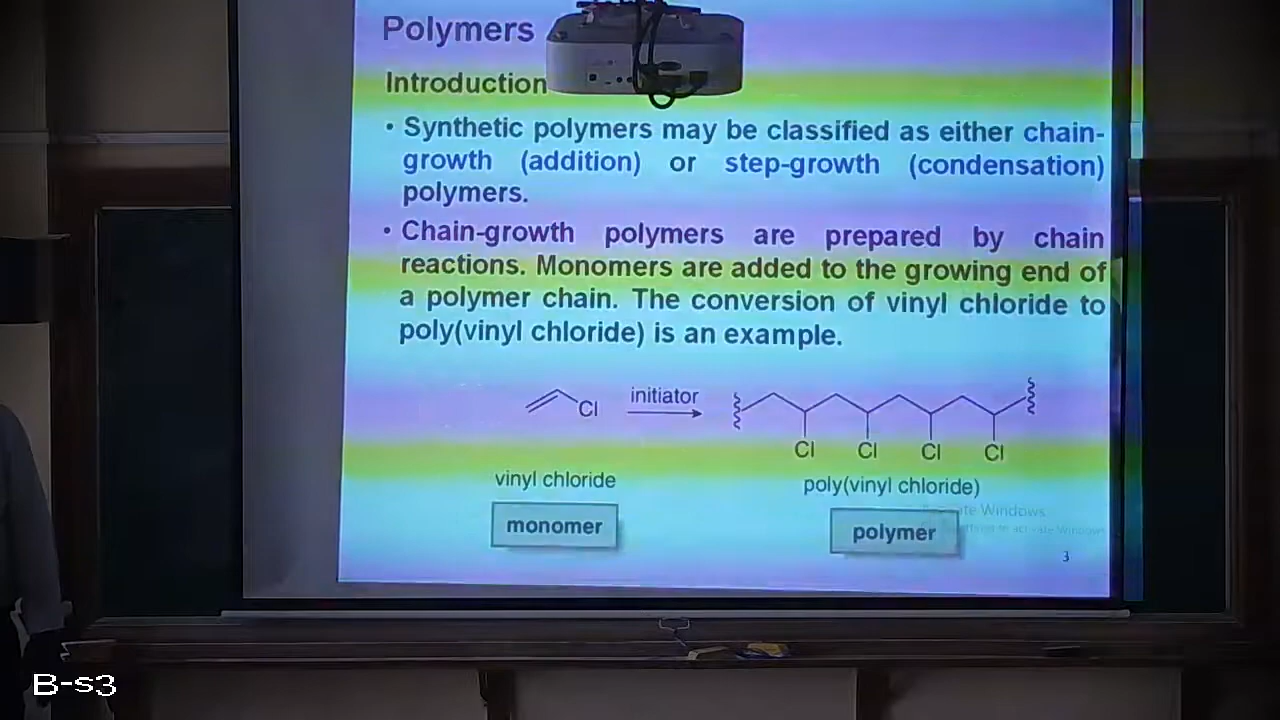 Polymers
Introduction
• Synthetic polymers may be classified as either chain-
growth (addition) or step-growth (condensation)
polymers.
• Chain-growth polymers are prepared by chain
reactions. Monomers are added to the growing end of
a polymer chain. The conversion of vinyl chloride to
poly(vinyl chloride) is an example.
Cl
initiator
Cl Cl Cl Cl
vinyl chloride
poly(vinyl chloride)
monomer
polymer
Windows
activate Windows
3
B-s3